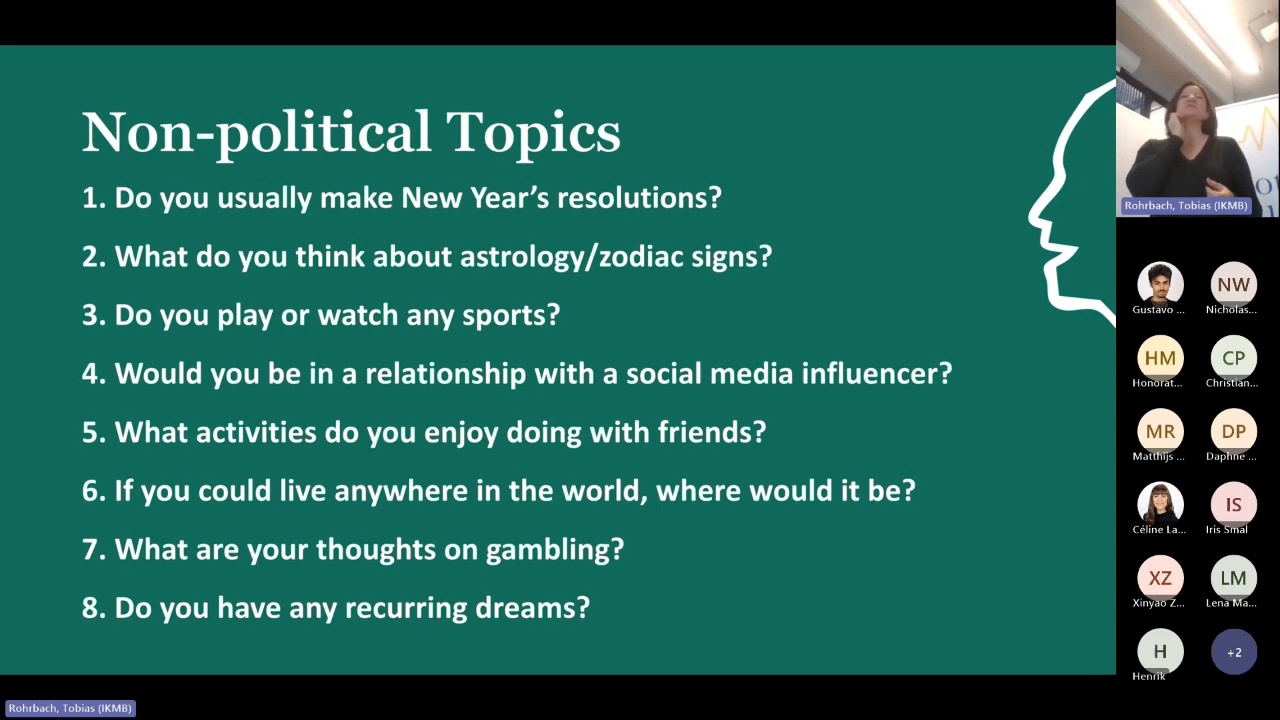 Non-political Topics
1. Do you usually make New Year’s resolutions?
2. What do you think about astrology/zodiac signs?
3. Do you play or watch any sports?
4. Would you be in a relationship with a social media influencer?
5. What activities do you enjoy doing with friends?
6. If you could live anywhere in the world, where would it be?
7. What are your thoughts on gambling?
8. Do you have any recurring dreams?
Rohrbach, Tobias (IKMB)
Gustavo ...
NW
Nicholas...
HM
Honorat...
CP
Christian...
MR
Matthijs ...
DP
Daphne ...
Céline La...
IS
Iris Smal
XZ
Xinyao Z...
LM
Lena Ma...
H
Henrik
+2
Rohrbach, Tobias (IKMB)